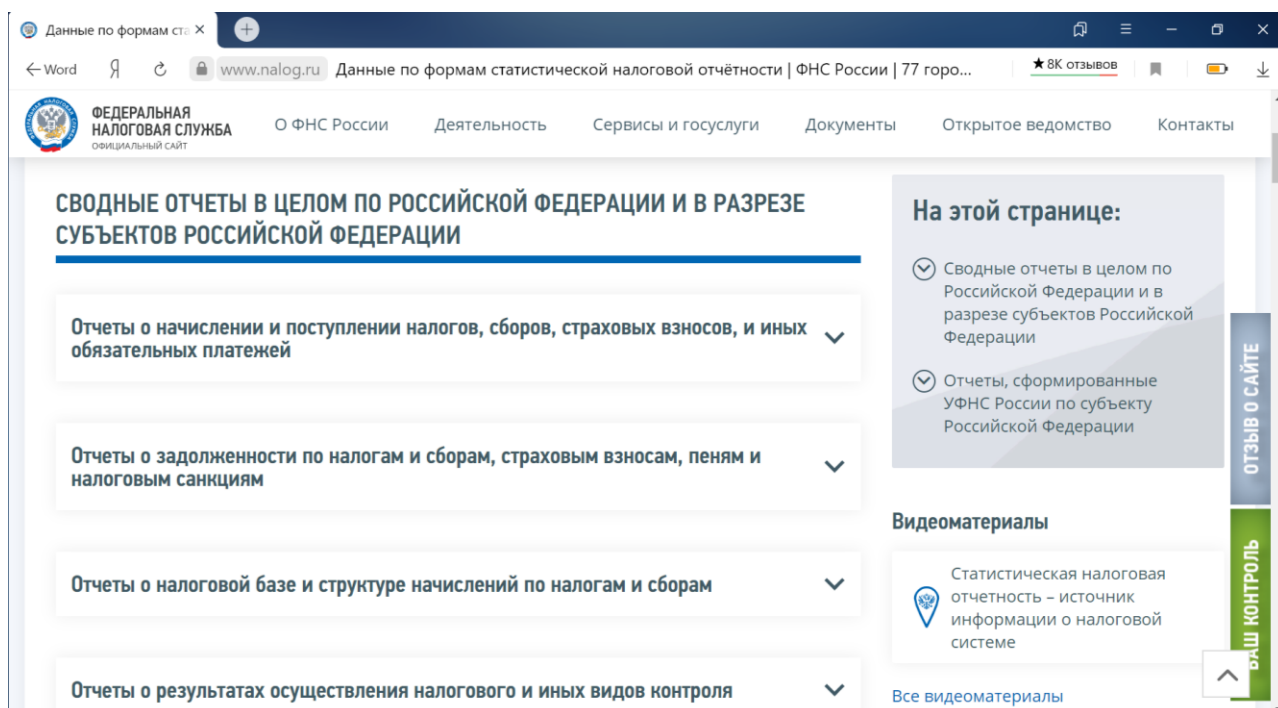 Данные по формам ста
Word
www.nalog.ru Данные по формам статистической налоговой отчётности | ФНС России | 77 горо...
★ 8K отзывов
ФЕДЕРАЛЬНАЯ
НАЛОГОВАЯ СЛУЖБА
ОФИЦИАЛЬНЫЙ САЙТ
О ФНС России
Деятельность
Сервисы и госуслуги
Документы
Открытое ведомство
Контакты
СВОДНЫЕ ОТЧЕТЫ В ЦЕЛОМ ПО РОССИЙСКОЙ ФЕДЕРАЦИИ И В РАЗРЕЗЕ
СУБЪЕКТОВ РОССИЙСКОЙ ФЕДЕРАЦИИ
Отчеты о начислении и поступлении налогов, сборов, страховых взносов, и иных
обязательных платежей
Отчеты о задолженности по налогам и сборам, страховым взносам, пеням и
налоговым санкциям
Отчеты о налоговой базе и структуре начислений по налогам и сборам
Отчеты о результатах осуществления налогового и иных видов контроля
На этой странице:
Сводные отчеты в целом по
Российской Федерации и в
разрезе субъектов Российской
Федерации
Отчеты, сформированные
УФНС России по субъекту
Российской Федерации
Видеоматериалы
Статистическая налоговая
отчетность – источник
информации о налоговой
системе
Все видеоматериалы
ОТЗЫВ О САЙТЕ
ВАШ КОНТРОЛЬ